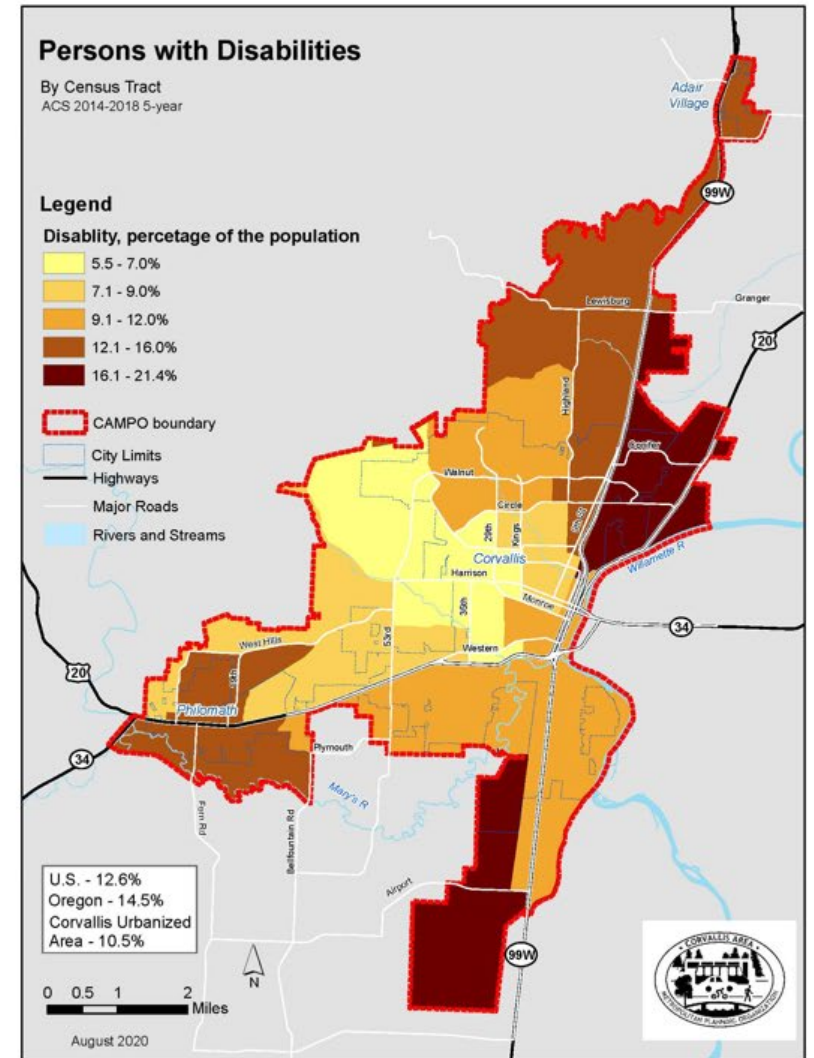 Persons with Disabilities
By Census Tract
ACS 2014-2018 5-year
Legend
Disablity, percetage of the population
5.5 - 7.0%
7.1 - 9.0%
9.1 - 12.0%
12.1 - 16.0%
16.1 - 21.4%
CAMPO boundary
City Limits
Highways
Major Roads
Rivers and Streams
Adair
Village
99W
Lewisburg
Granger
20
Highland
Conifer
Walnut
Circle
9th St
29th
Kings
Corvallis
Willamette R
Harrison
36th
Monroe
34
53rd
Western
West Hills
19th
20
Philomath
34
Plymouth
Mary's R
Fern Rd
Bellfountain Rd
Airport
99W
U.S. - 12.6%
Oregon - 14.5%
Corvallis Urbanized
Area - 10.5%
N
0 0.5 1 2
Miles
August 2020
CORVALLIS AREA
METROPOLITAN PLANNING ORGANIZATION